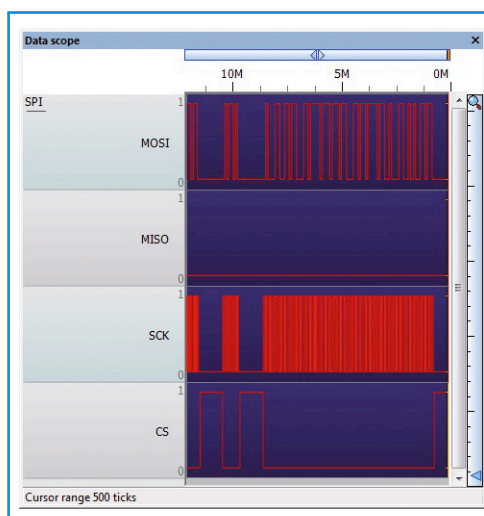 Data scope
10M 5M 0M
SPI
1
MOSI
0
1
MISO
0
1
SCK
0
1
CS
0
Cursor range 500 ticks